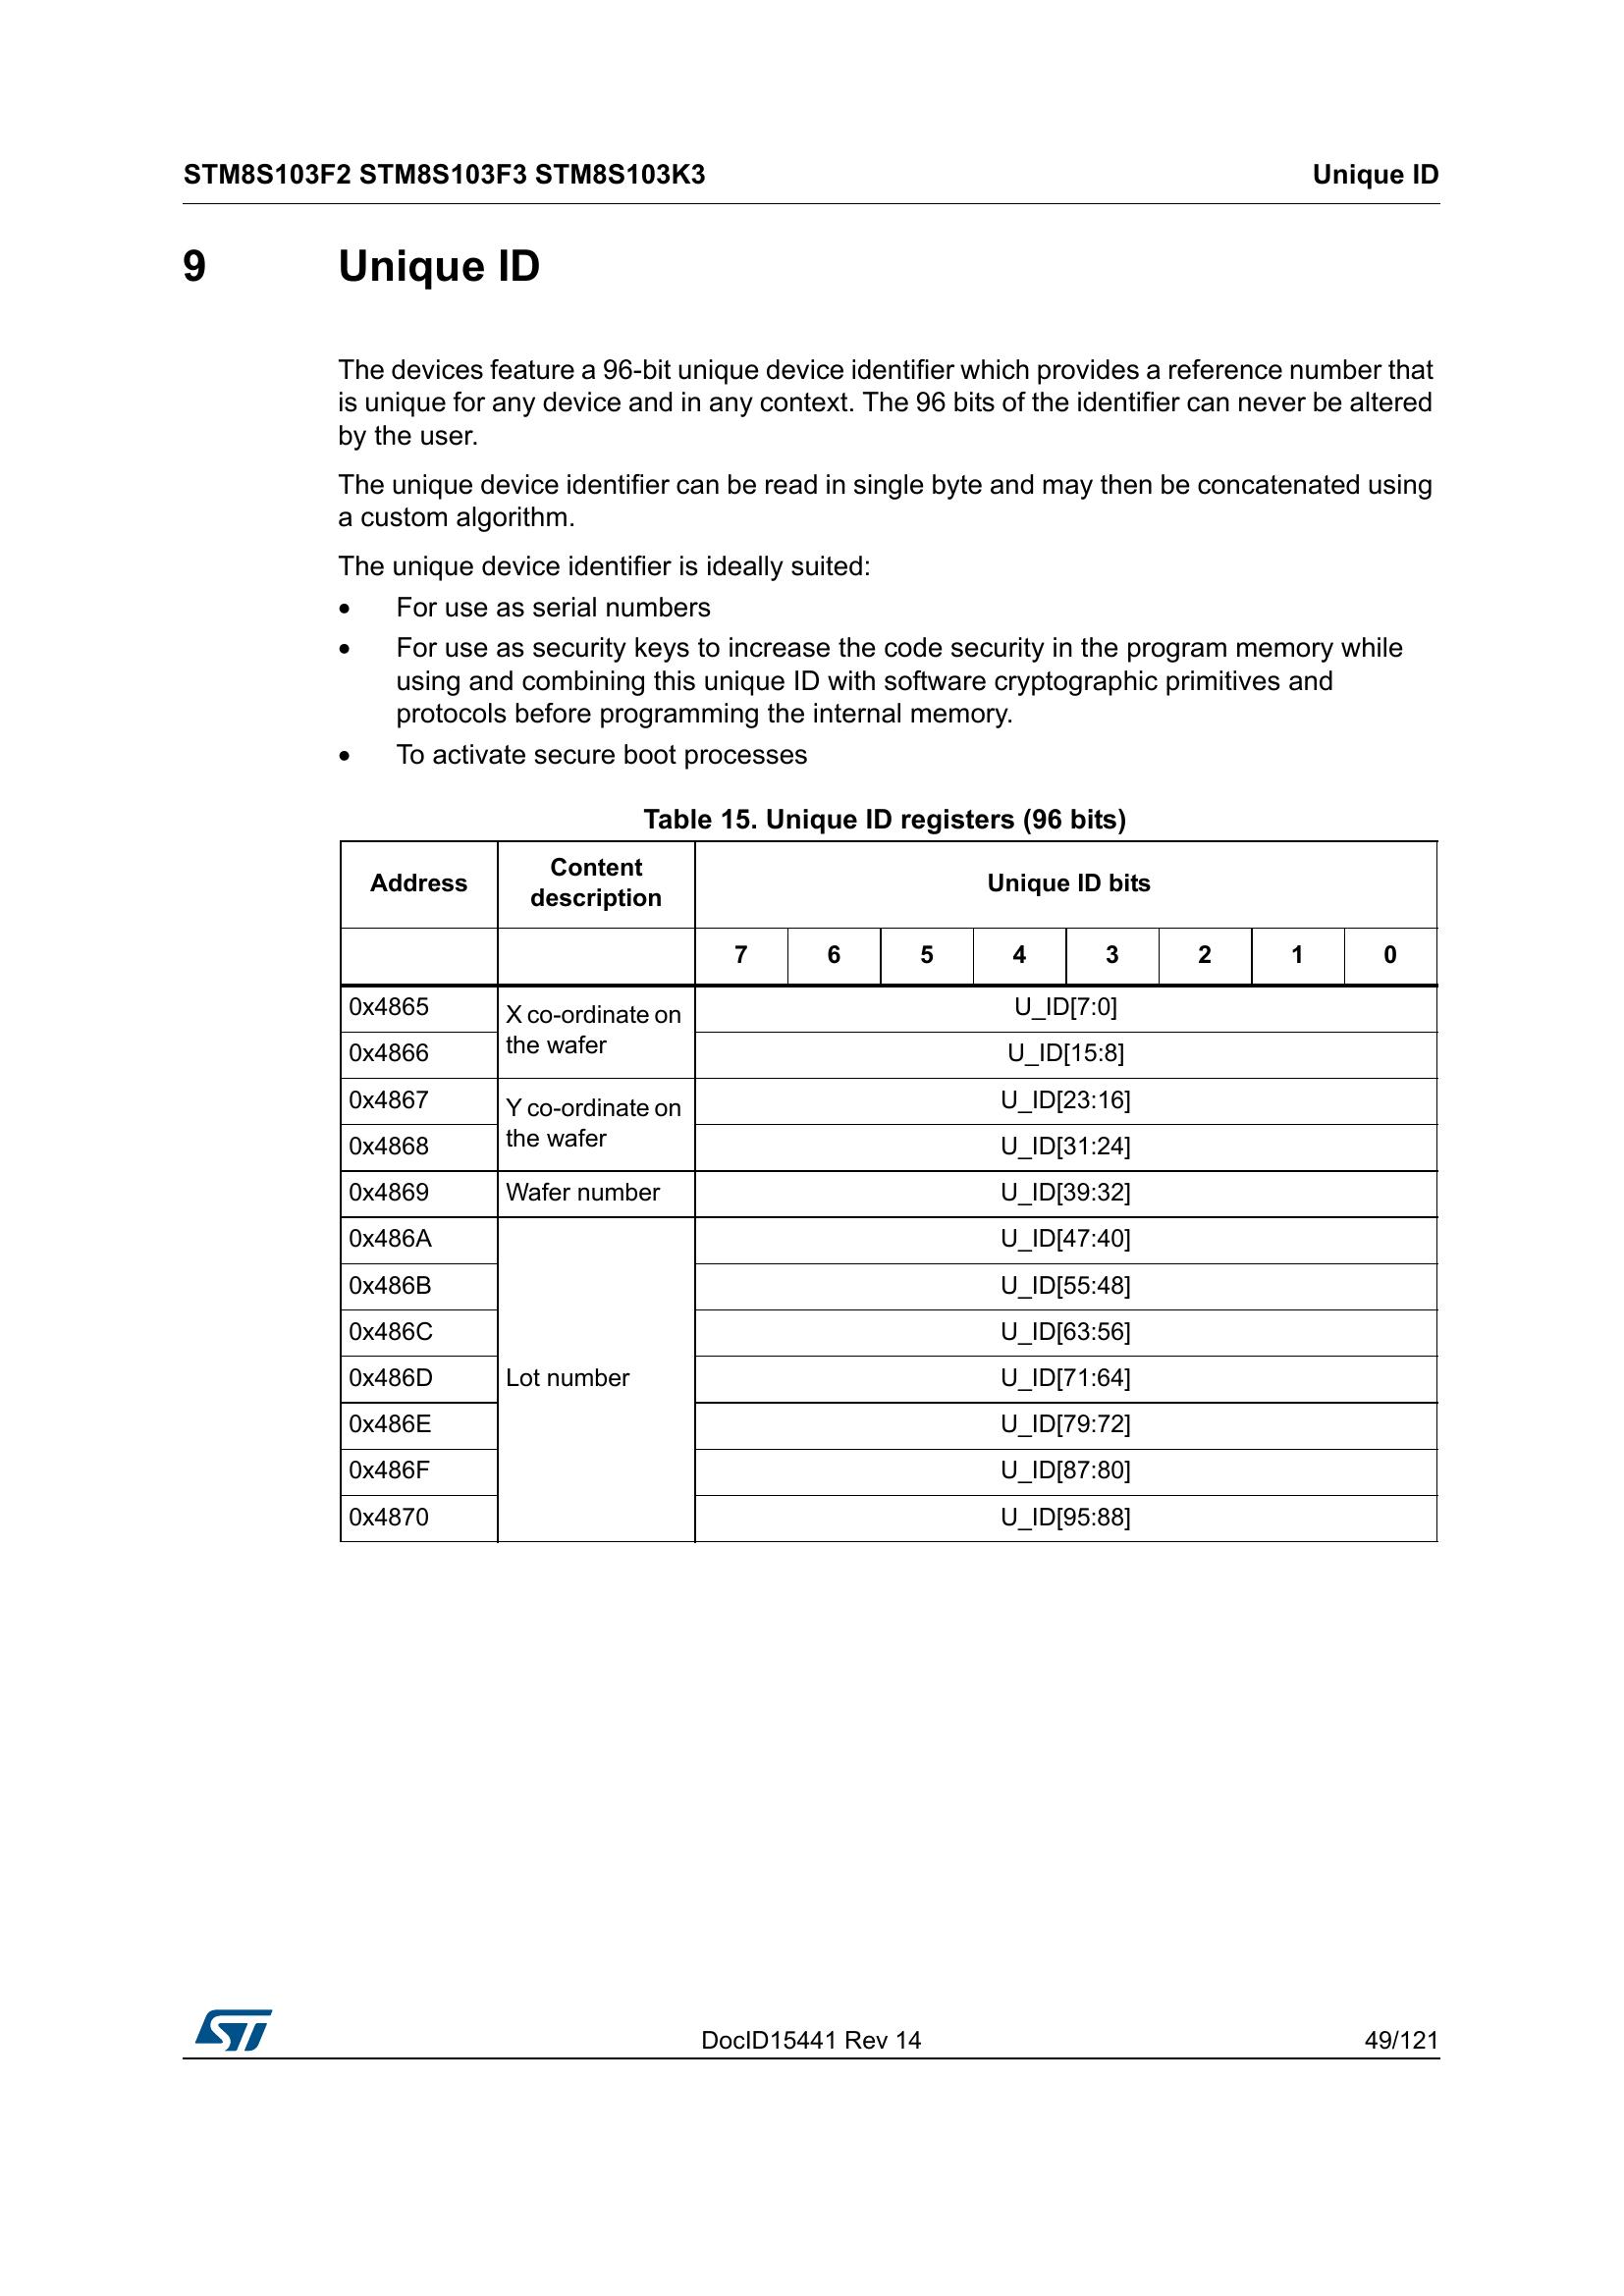 STM8S103F2 STM8S103F3 STM8S103K3 Unique ID
9 Unique ID
The devices feature a 96-bit unique device identifier which provides a reference number that
is unique for any device and in any context. The 96 bits of the identifier can never be altered
by the user.
The unique device identifier can be read in single byte and may then be concatenated using
a custom algorithm.
The unique device identifier is ideally suited:
• For use as serial numbers
• For use as security keys to increase the code security in the program memory while
using and combining this unique ID with software cryptographic primitives and
protocols before programming the internal memory.
• To activate secure boot processes
Table 15. Unique ID registers (96 bits)
Address Content description Unique ID bits
7 6 5 4 3 2 1 0
0x4865 X co-ordinate on the wafer U_ID[7:0]
0x4866 U_ID[15:8]
0x4867 Y co-ordinate on the wafer U_ID[23:16]
0x4868 U_ID[31:24]
0x4869 Wafer number U_ID[39:32]
0x486A U_ID[47:40]
0x486B U_ID[55:48]
0x486C U_ID[63:56]
0x486D Lot number U_ID[71:64]
0x486E U_ID[79:72]
0x486F U_ID[87:80]
0x4870 U_ID[95:88]
ST DocID15441 Rev 14 49/121